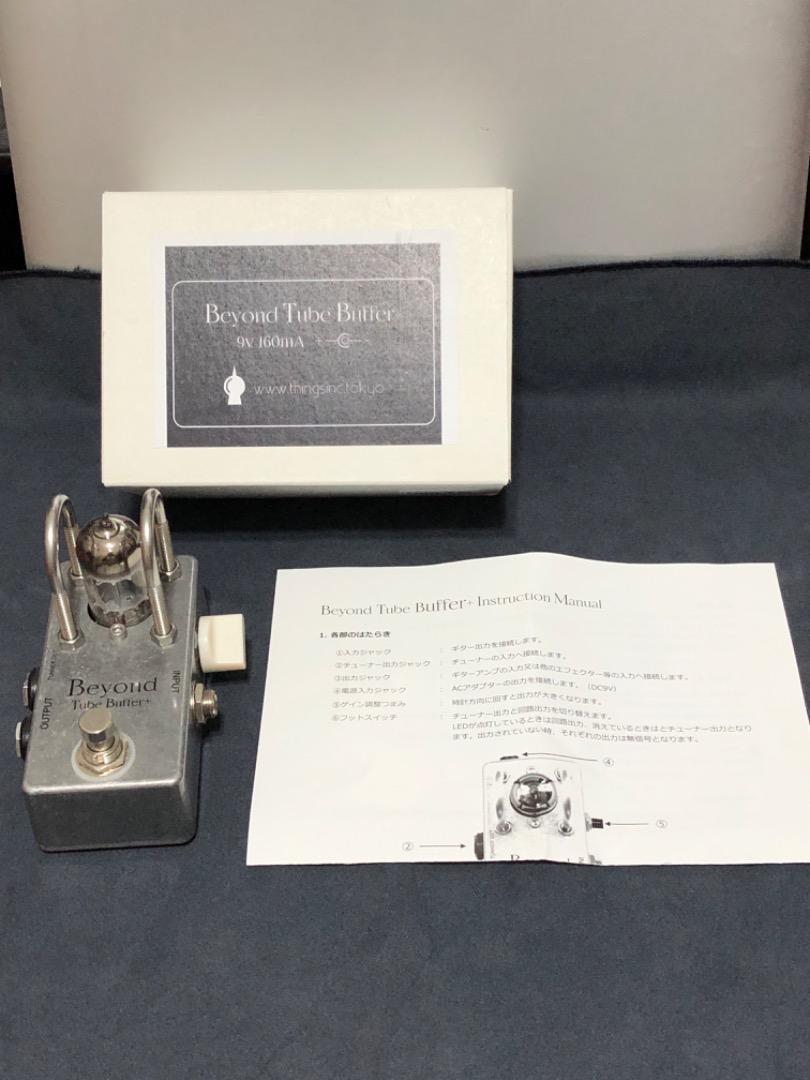 Beyond Tube Buffer
9v 160mA + -
www.thingsinc.tokyo
TUNER
OUTPUT
INPUT
Beyond
Tube Buffer+
Beyond Tube Buffer+ Instruction Manual
1. 各部のはたらき
①入力ジャック : ギター出力を接続します。
②チューナー出力ジャック : チューナーの入力へ接続します。
③出力ジャック : ギターアンプの入力又は他のエフェクター等の入力へ接続します。
④電源入力ジャック : ACアダプターの出力を接続します。（DC9V）
⑤ゲイン調整つまみ : 時計方向に回すと出力が大きくなります。
⑥フットスイッチ : チューナー出力と回路出力を切り替えます。
LEDが点灯しているときは回路出力、消えているときはとチューナー出力となり
ます。出力されていない時、それぞれの出力は無信号となります。
④
⑤
②